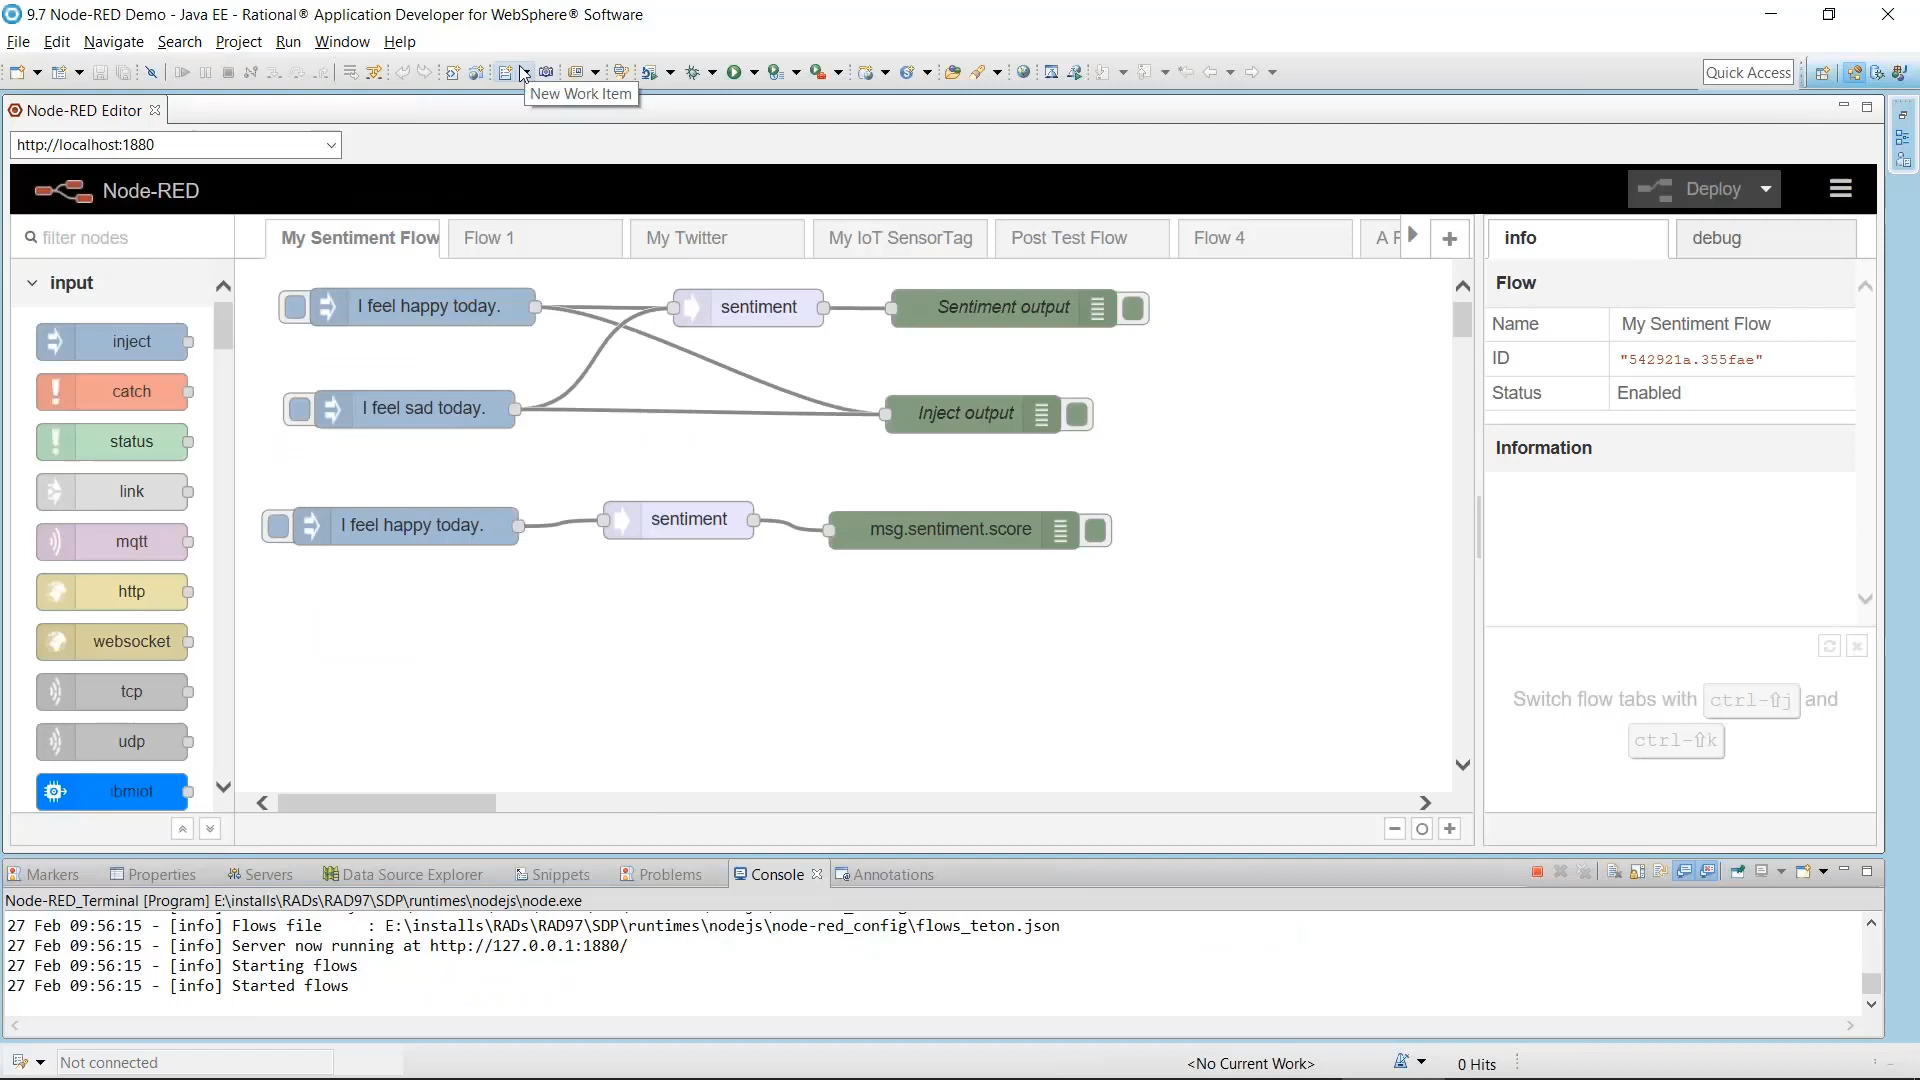 9.7 Node-RED Demo - Java EE - Rational® Application Developer for WebSphere® Software
File Edit Navigate Search Project Run Window Help
Quick Access
New Work Item
Node-RED Editor
http://localhost:1880
Node-RED
Deploy
filter nodes
My Sentiment Flow
Flow 1
My Twitter
My IoT SensorTag
Post Test Flow
Flow 4
A F
info
debug
input
inject
catch
status
link
mqtt
http
websocket
tcp
udp
ibmiot
I feel happy today.
sentiment
Sentiment output
I feel sad today.
Inject output
I feel happy today.
sentiment
msg.sentiment.score
Flow
Name My Sentiment Flow
ID "542921a.355fae"
Status Enabled
Information
Switch flow tabs with ctrl-⇧j and
ctrl-⇧k
Markers Properties Servers Data Source Explorer Snippets Problems Console Annotations
Node-RED_Terminal [Program] E:\installs\RADs\RAD97\SDP\runtimes\nodejs\node.exe
27 Feb 09:56:15 - [info] Flows file : E:\installs\RADs\RAD97\SDP\runtimes\nodejs\node-red_config\flows_teton.json
27 Feb 09:56:15 - [info] Server now running at http://127.0.0.1:1880/
27 Feb 09:56:15 - [info] Starting flows
27 Feb 09:56:15 - [info] Started flows
Not connected
<No Current Work>
0 Hits